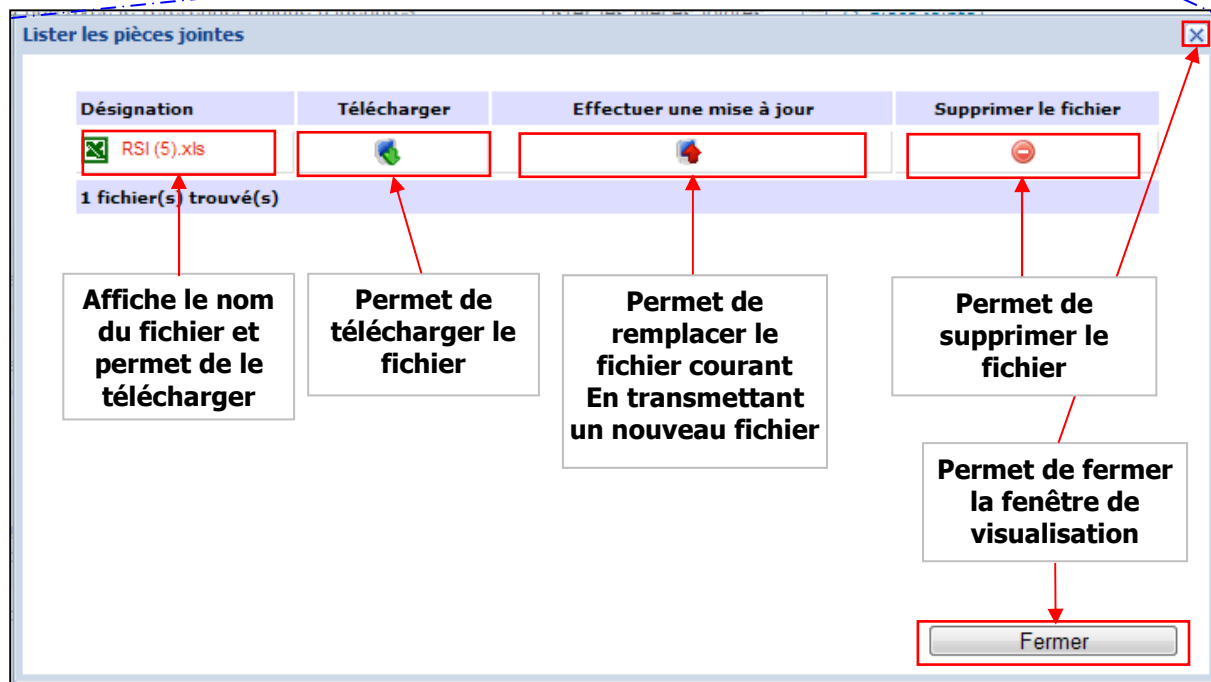 Lister les pièces jointes
Désignation Télécharger Effectuer une mise à jour Supprimer le fichier
RSI (5).xls
1 fichier(s) trouvé(s)
Affiche le nom
du fichier et
permet de le
télécharger
Permet de
télécharger le
fichier
Permet de
remplacer le
fichier courant
En transmettant
un nouveau fichier
Permet de
supprimer le
fichier
Permet de fermer
la fenêtre de
visualisation
Fermer